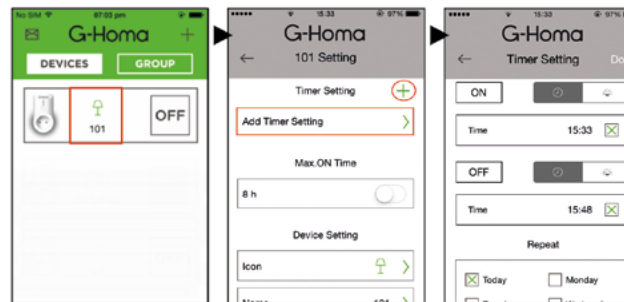 No SIM 07:03 pm
G-Homa
DEVICES GROUP
101
OFF
15:33 97%
G-Homa
101 Setting
Timer Setting
Add Timer Setting
Max.ON Time
8 h
Device Setting
Icon
Name 101
15:33 97%
G-Homa
Timer Setting Do
ON
Time 15:33
OFF
Time 15:48
Repeat
Today Monday